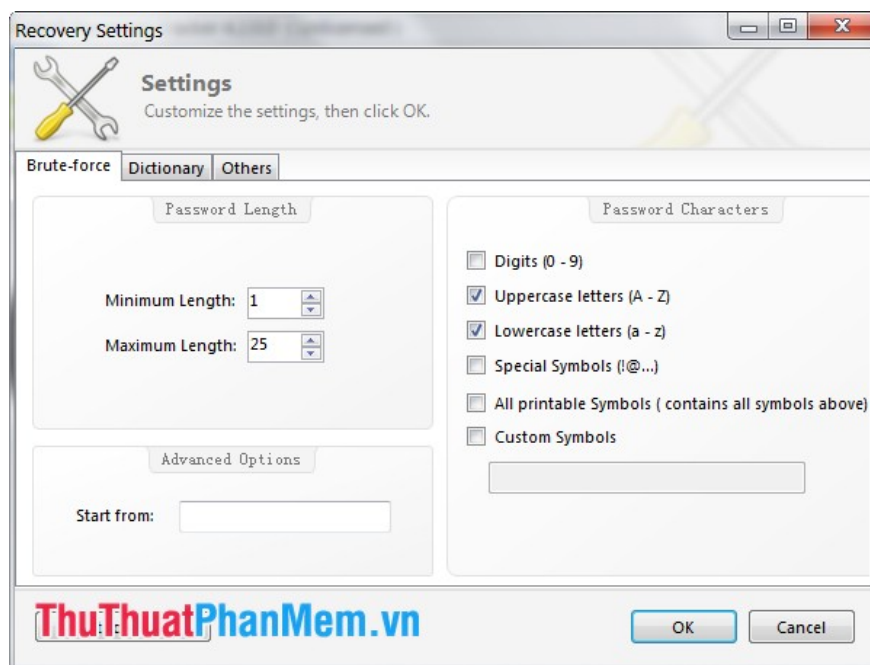 Recovery Settings
Settings
Customize the settings, then click OK.
Brute-force Dictionary Others
Password Length
Minimum Length: 1
Maximum Length: 25
Advanced Options
Start from:
Password Characters
Digits (0 - 9)
Uppercase letters (A - Z)
Lowercase letters (a - z)
Special Symbols (!@...)
All printable Symbols ( contains all symbols above)
Custom Symbols
ThuThuatPhanMem.vn
OK Cancel